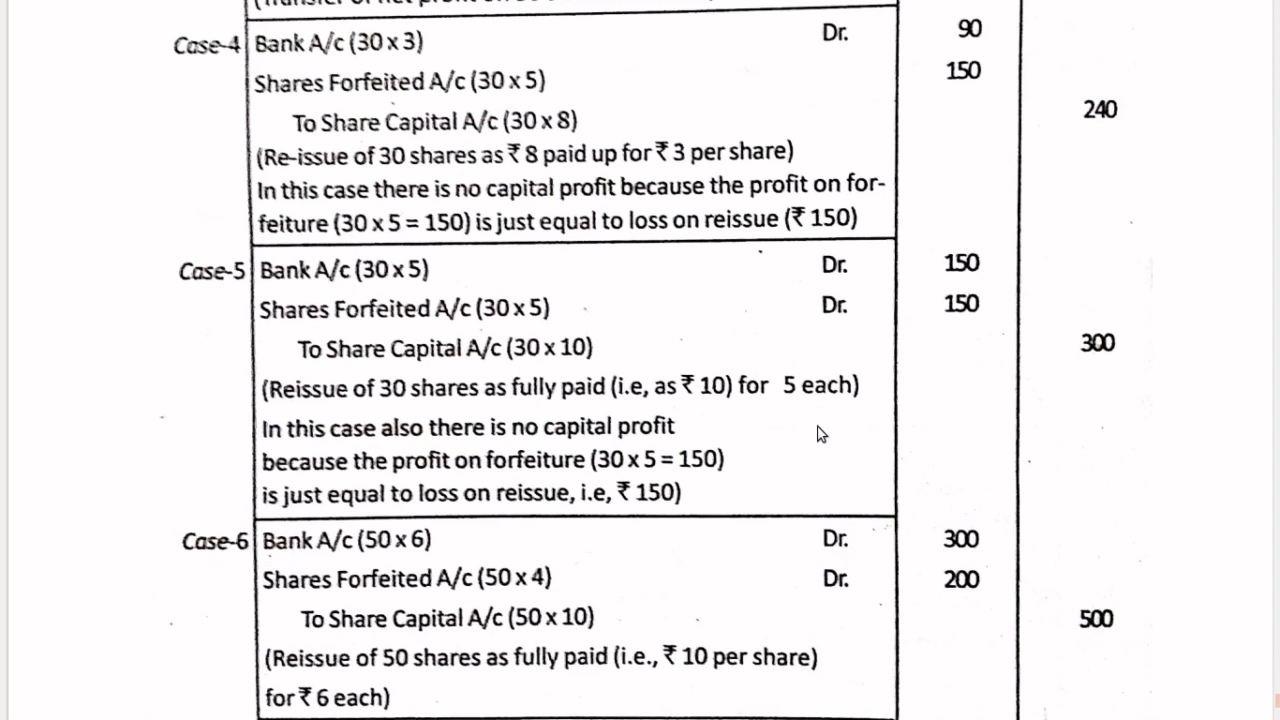 Case-4 Bank A/c (30 x 3) Dr. 90
Shares Forfeited A/c (30 x 5) 150
To Share Capital A/c (30 x 8) 240
(Re-issue of 30 shares as ₹ 8 paid up for ₹ 3 per share)
In this case there is no capital profit because the profit on for-
feiture (30 x 5 = 150) is just equal to loss on reissue (₹ 150)
Case-5 Bank A/c (30 x 5) Dr. 150
Shares Forfeited A/c (30 x 5) Dr. 150
To Share Capital A/c (30 x 10) 300
(Reissue of 30 shares as fully paid (i.e, as ₹ 10) for 5 each)
In this case also there is no capital profit
because the profit on forfeiture (30 x 5 = 150)
is just equal to loss on reissue, i.e, ₹ 150)
Case-6 Bank A/c (50 x 6) Dr. 300
Shares Forfeited A/c (50 x 4) Dr. 200
To Share Capital A/c (50 x 10) 500
(Reissue of 50 shares as fully paid (i.e., ₹ 10 per share)
for ₹ 6 each)